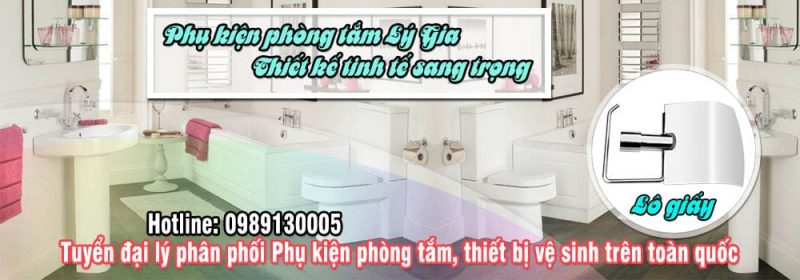 Phụ kiện phòng tắm Lý Gia
Thiết kế tinh tế sang trọng
Lô giấy
Hotline: 0989130005
Tuyển đại lý phân phối Phụ kiện phòng tắm, thiết bị vệ sinh trên toàn quốc